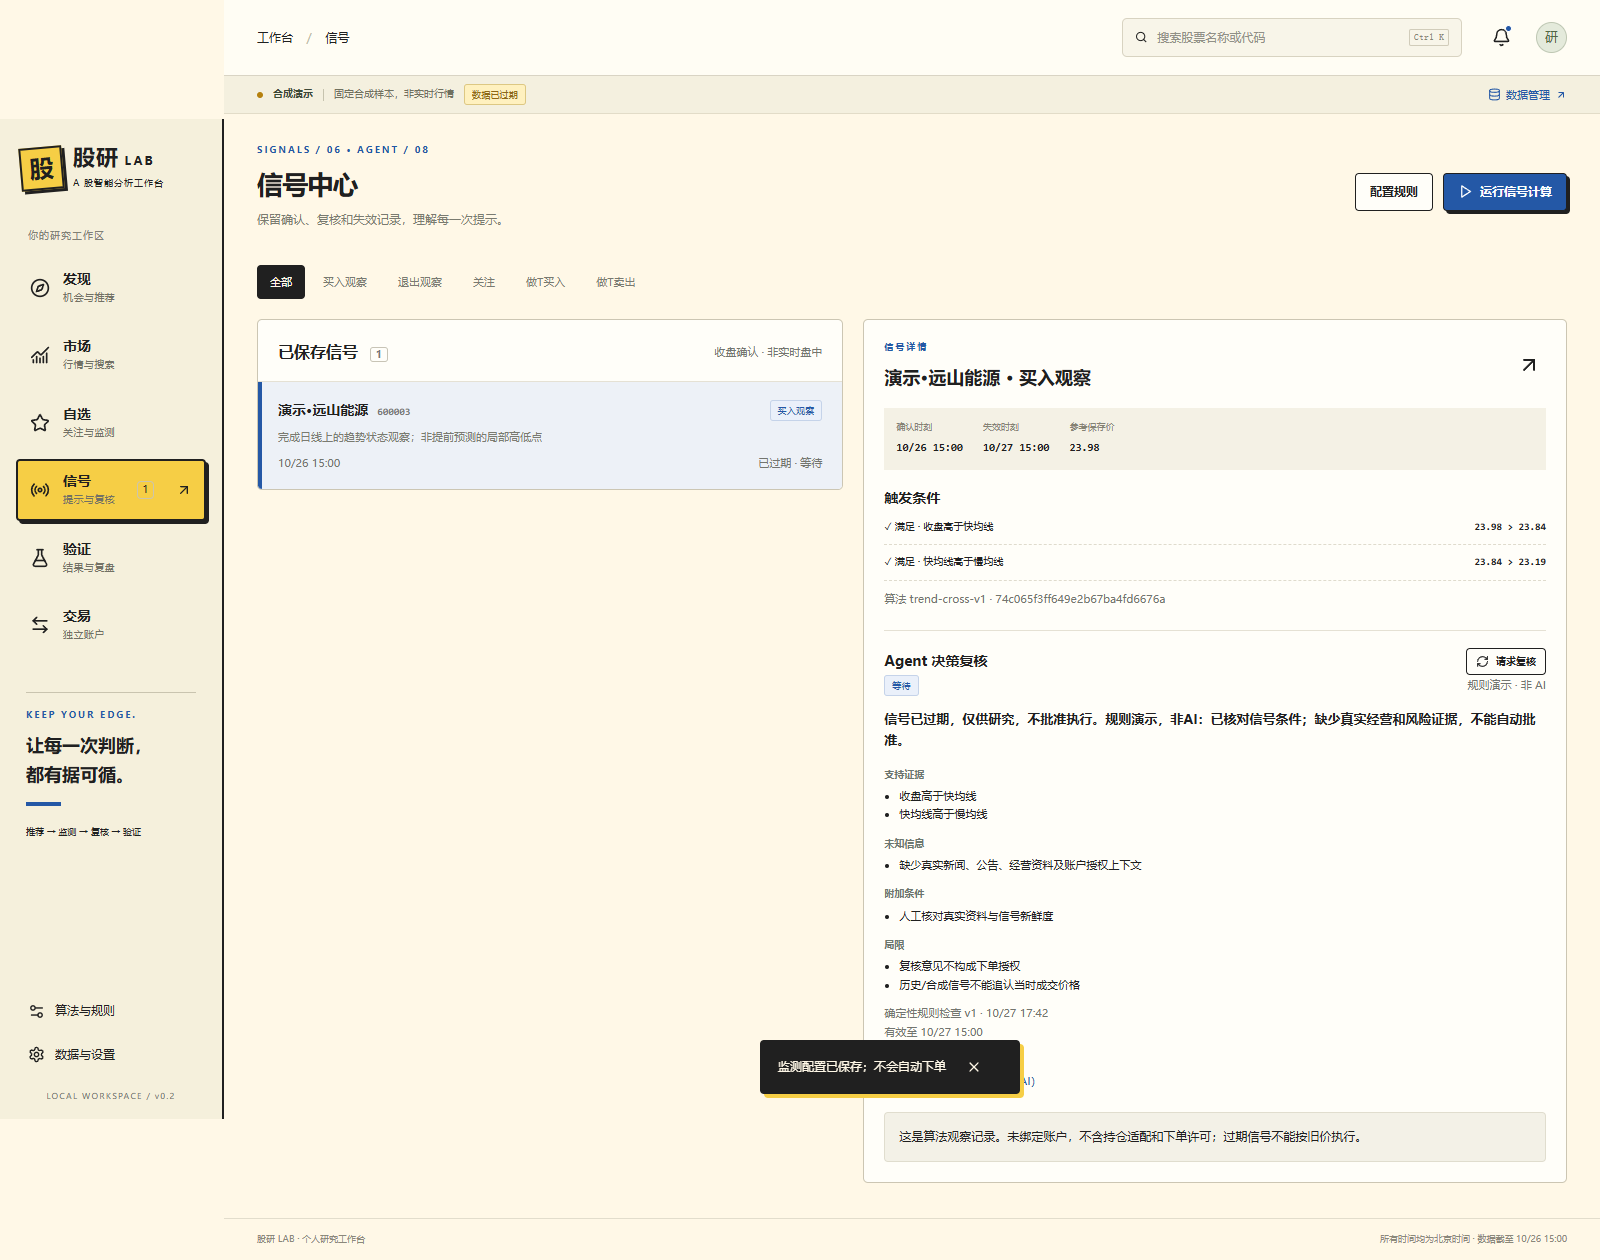 工作台 / 信号
搜索股票名称或代码 Ctrl K
研
合成演示 固定合成样本，非实时行情 数据已过期
数据管理
股
股研 LAB
A 股智能分析工作台
你的研究工作区
发现
机会与推荐
市场
行情与搜索
自选
关注与监测
信号
提示与复核
1
验证
结果与复盘
交易
独立账户
KEEP YOUR EDGE.
让每一次判断，
都有据可循。
推荐 → 监测 → 复核 → 验证
算法与规则
数据与设置
LOCAL WORKSPACE / v0.2
SIGNALS / 06 • AGENT / 08
信号中心
保留确认、复核和失效记录，理解每一次提示。
配置规则
运行信号计算
全部 买入观察 退出观察 关注 做T买入 做T卖出
已保存信号 1
收盘确认 · 非实时盘中
演示•远山能源 600003
买入观察
完成日线上的趋势状态观察；非提前预测的局部高低点
10/26 15:00
已过期 · 等待
信号详情
演示•远山能源 • 买入观察
确认时刻 失效时刻 参考保存价
10/26 15:00 10/27 15:00 23.98
触发条件
✓ 满足 · 收盘高于快均线 23.98 > 23.84
✓ 满足 · 快均线高于慢均线 23.84 > 23.19
算法 trend-cross-v1 · 74c065f3ff649e2b67ba4fd6676a
Agent 决策复核
请求复核
等待
规则演示 · 非 AI
信号已过期，仅供研究，不批准执行。规则演示，非AI：已核对信号条件；缺少真实经营和风险证据，不能自动批
准。
支持证据
• 收盘高于快均线
• 快均线高于慢均线
未知信息
• 缺少真实新闻、公告、经营资料及账户授权上下文
附加条件
• 人工核对真实资料与信号新鲜度
局限
• 复核意见不构成下单授权
• 历史/合成信号不能追认当时成交价格
确定性规则检查 v1 · 10/27 17:42
有效至 10/27 15:00
监测配置已保存；不会自动下单
AI)
这是算法观察记录。未绑定账户，不含持仓适配和下单许可；过期信号不能按旧价执行。
股研 LAB · 个人研究工作台
所有时间均为北京时间 · 数据截至 10/26 15:00